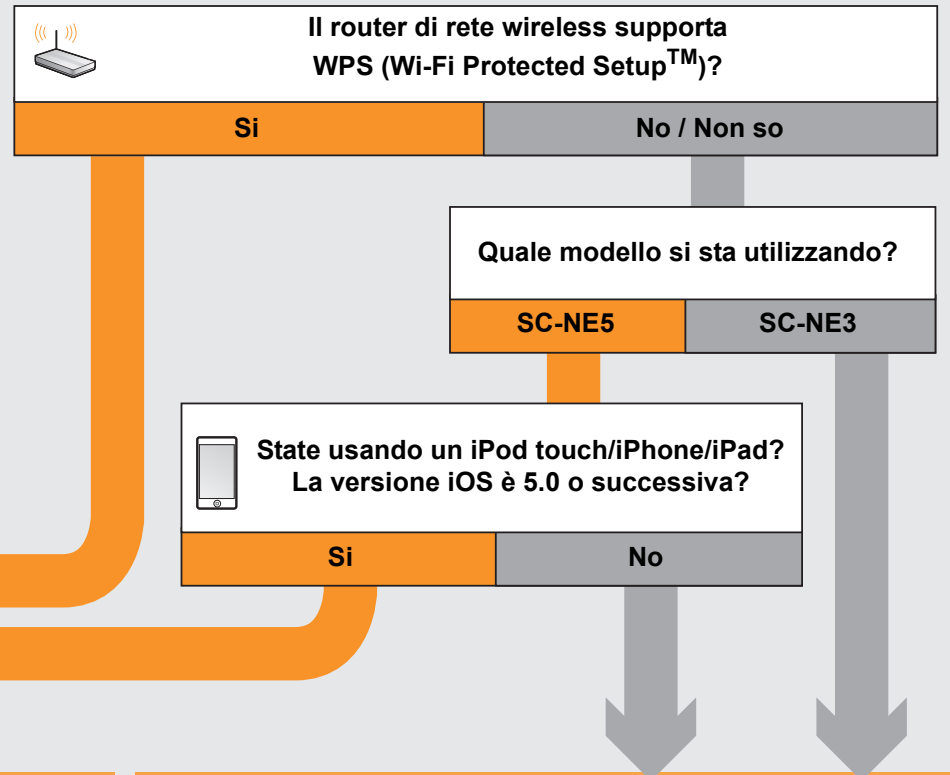 Il router di rete wireless supporta
WPS (Wi-Fi Protected Setup™)?
Si
No / Non so
Quale modello si sta utilizzando?
SC-NE5
SC-NE3
State usando un iPod touch/iPhone/iPad?
La versione iOS è 5.0 o successiva?
Si
No